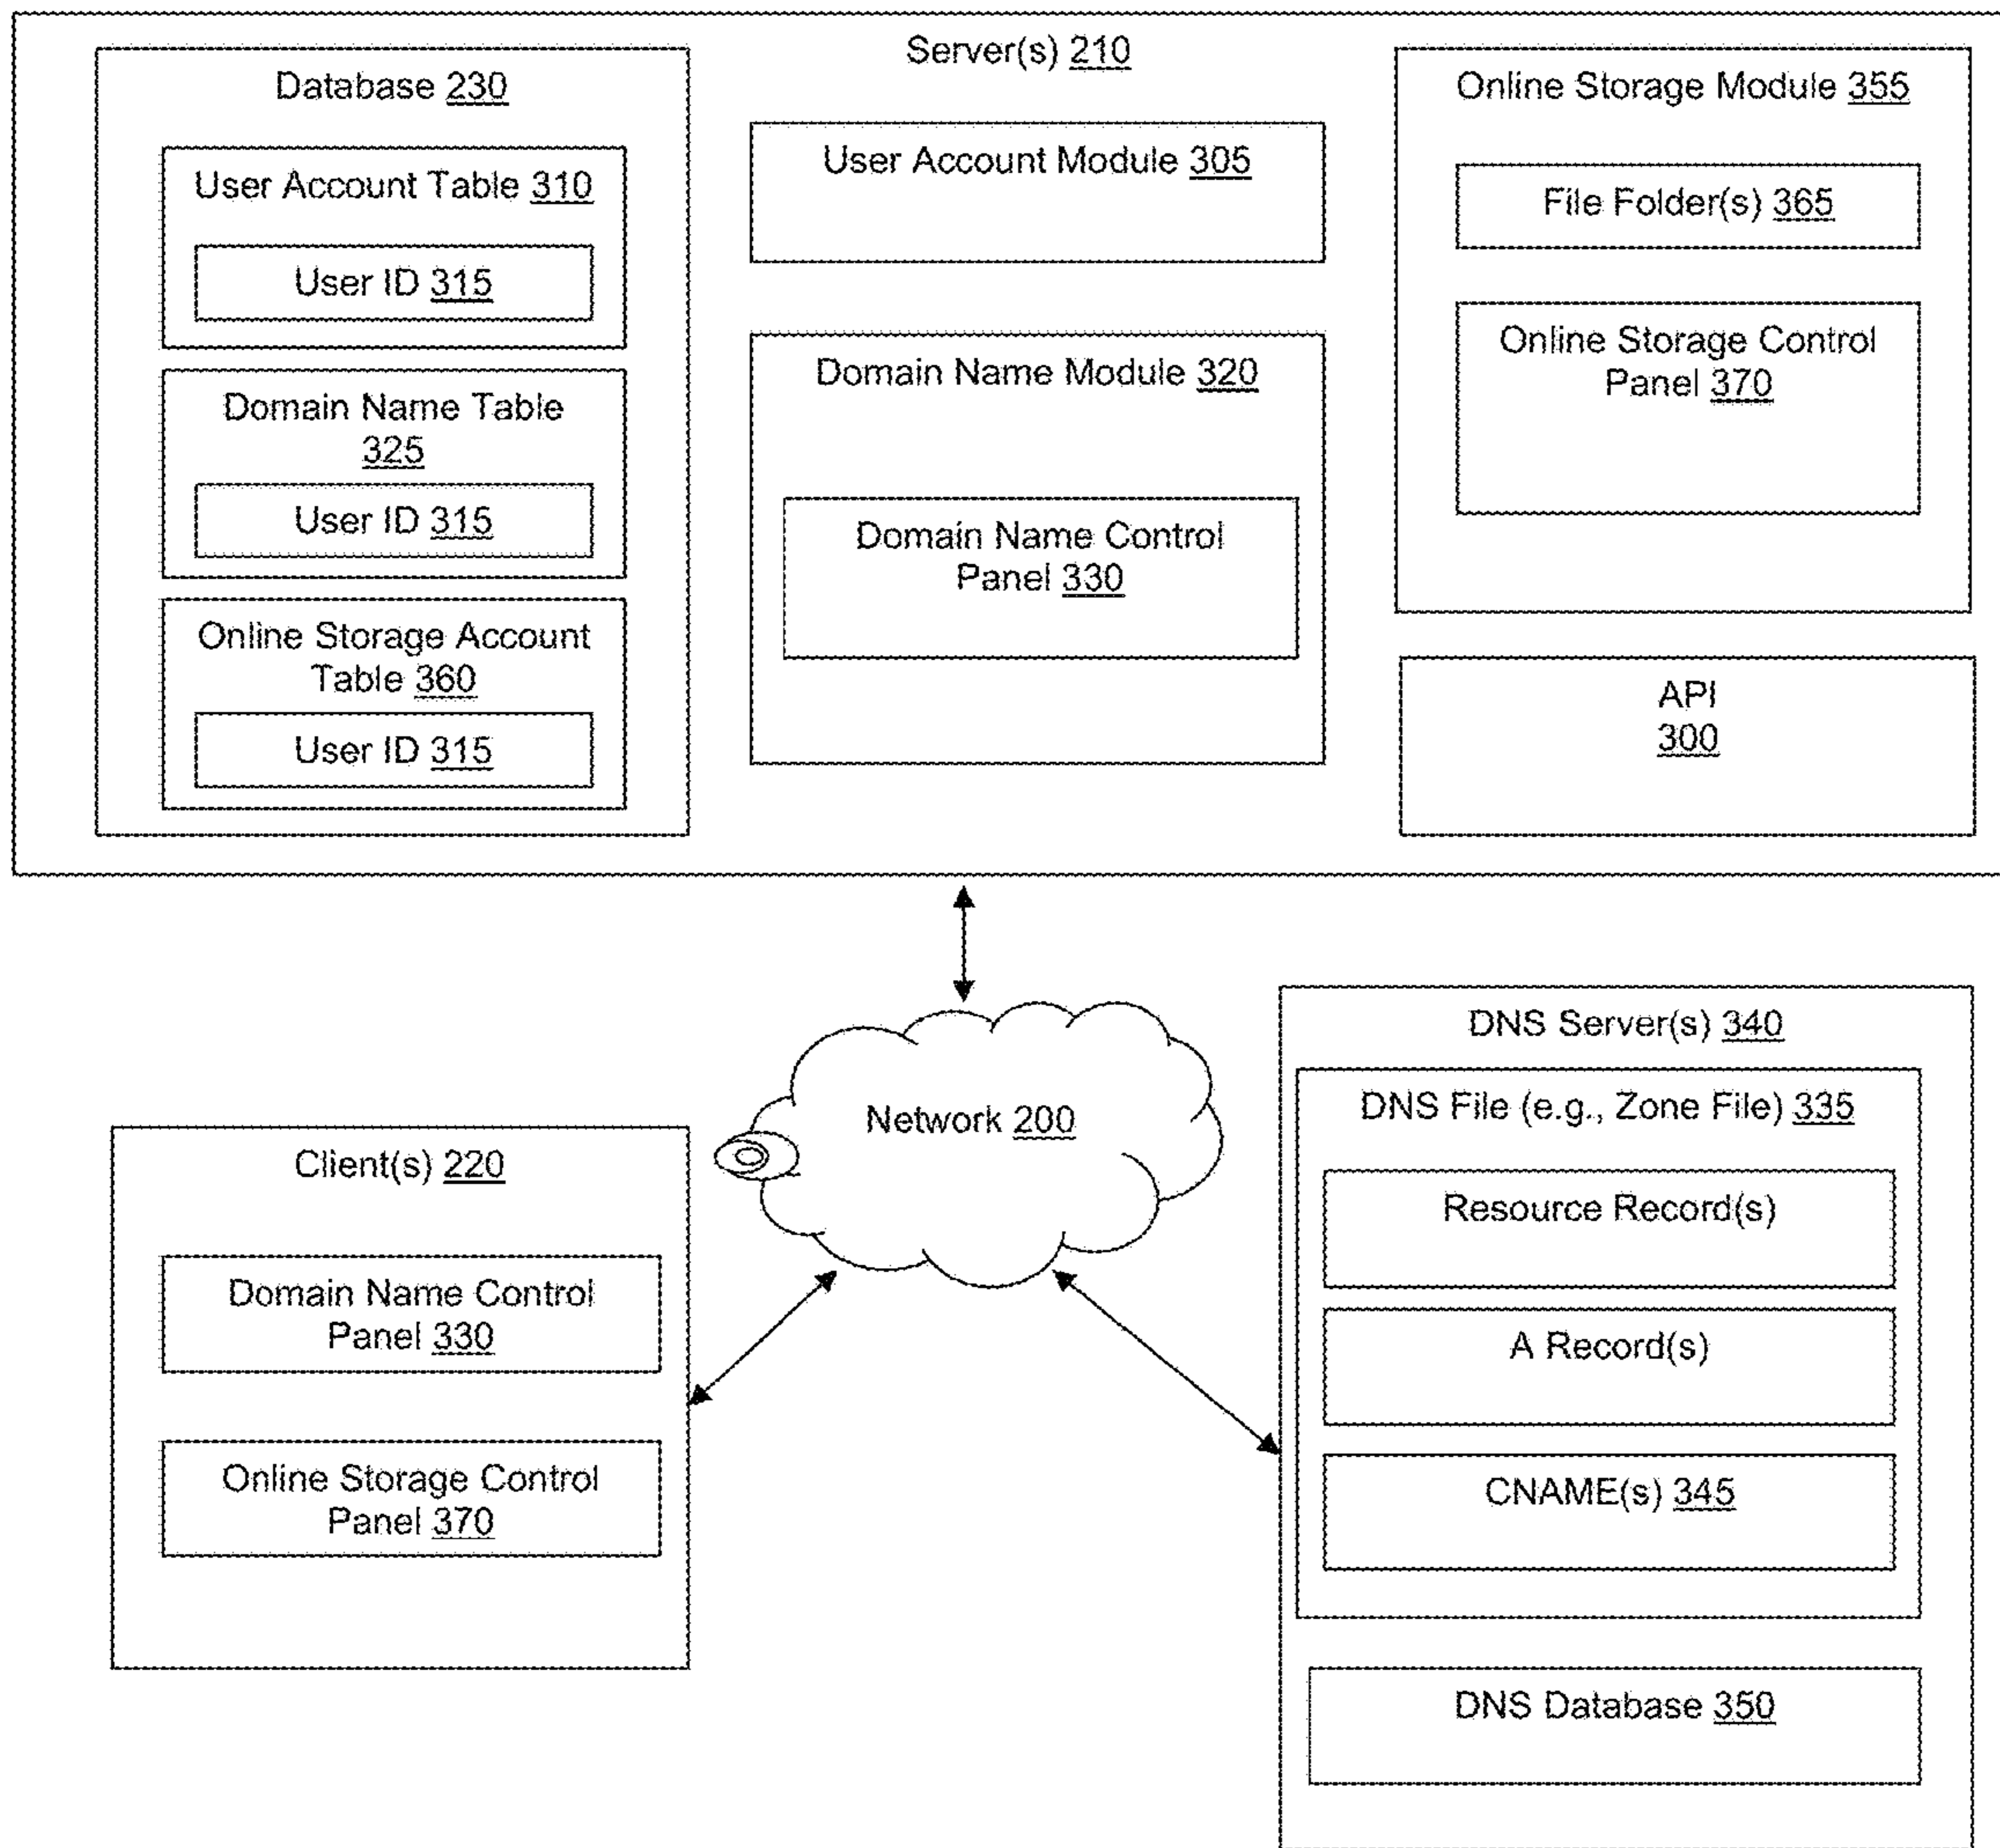 Server(s) 210
Database 230
User Account Table 310
User ID 315
Domain Name Table
325
User ID 315
Online Storage Account
Table 360
User ID 315
User Account Module 305
Domain Name Module 320
Domain Name Control
Panel 330
Online Storage Module 355
File Folder(s) 365
Online Storage Control
Panel 370
API
300
Network 200
Client(s) 220
Domain Name Control
Panel 330
Online Storage Control
Panel 370
DNS Server(s) 340
DNS File (e.g., Zone File) 335
Resource Record(s)
A Record(s)
CNAME(s) 345
DNS Database 350